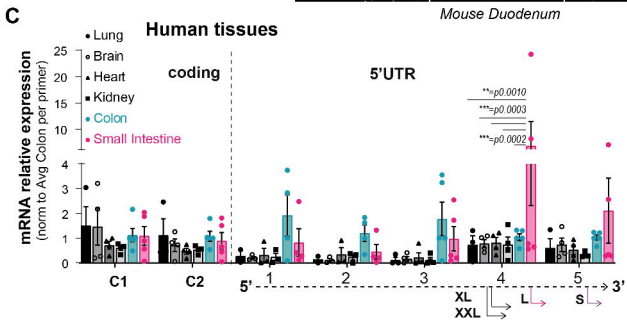 Mouse Duodenum
C
Human tissues
mRNA relative expression
(norm to Avg Colon per primer)
25
20
15
10
5
4
3
2
1
0
Lung
Brain
Heart
Kidney
Colon
Small Intestine
coding
5'UTR
**=p0.0010
***=p0.0003
***=p0.0002
C1
C2
5'
1
2
3
4
5
3'
XL
XXL
L
S